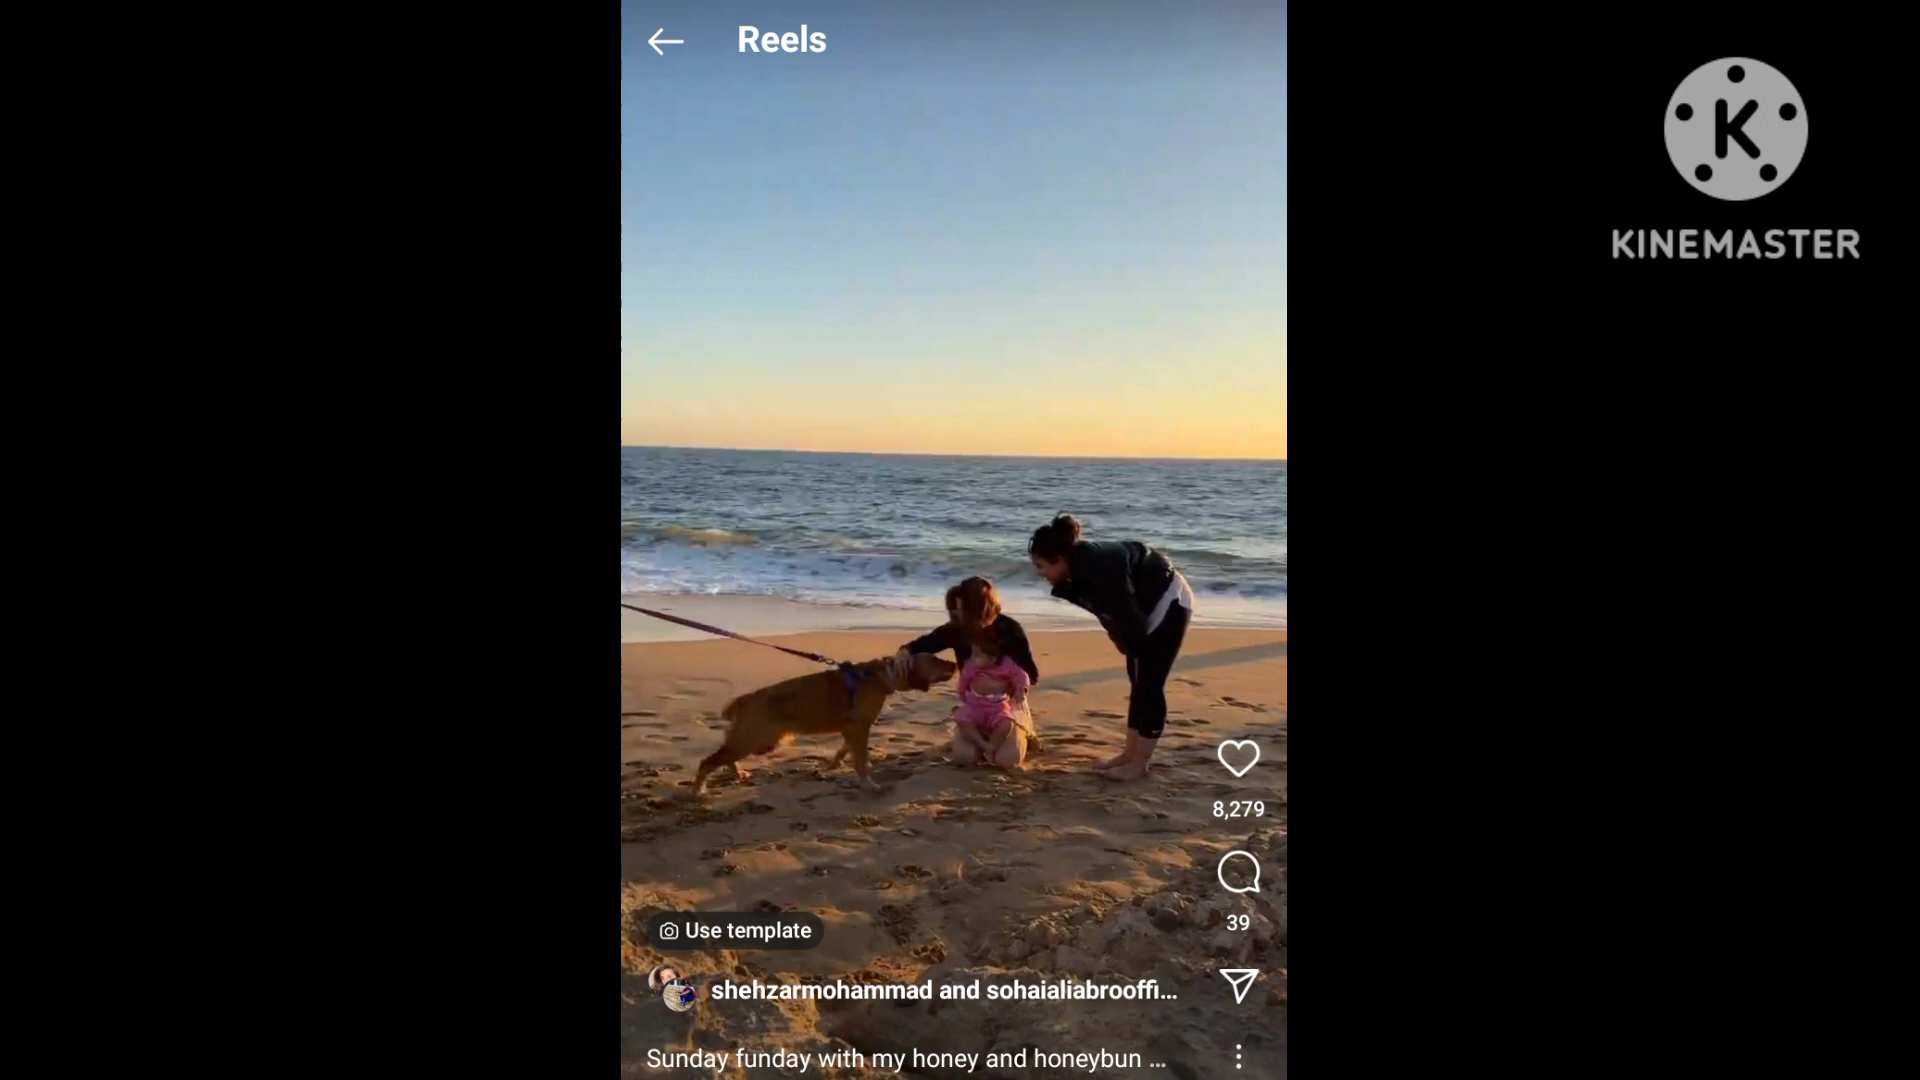 Reels
KINEMASTER
8,279
39
Use template
shehzarmohammad and sohaialiabrooffi...
Sunday funday with my honey and honeybun ...